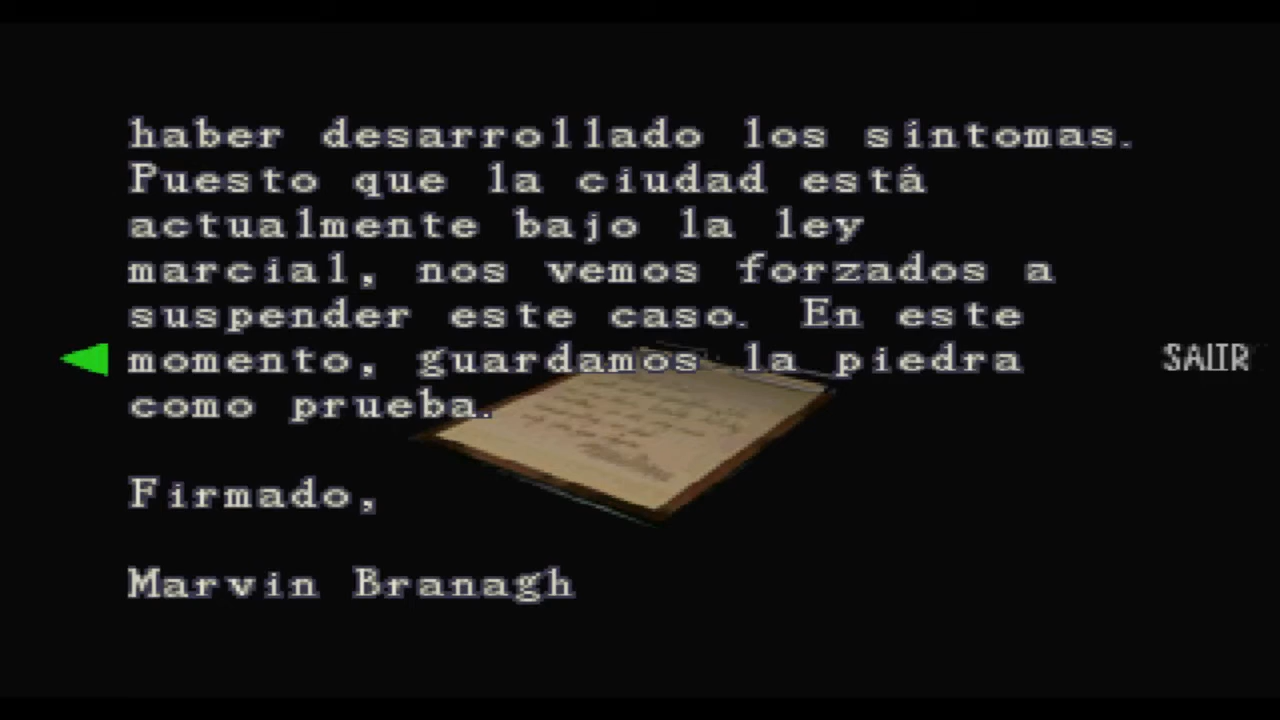 haber desarrollado los síntomas.
Puesto que la ciudad está
actualmente bajo la ley
marcial, nos vemos forzados a
suspender este caso. En este
momento, guardamos la piedra
como prueba.
Firmado,
Marvin Branagh
SALIR